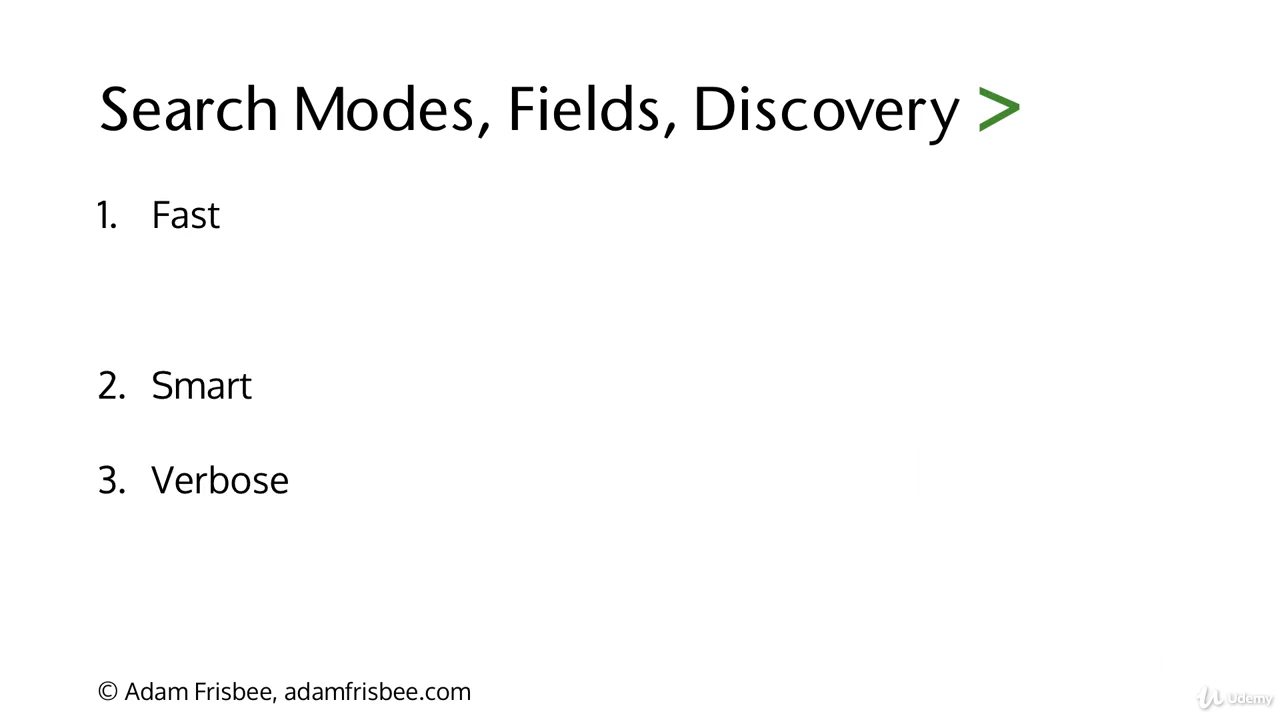 Search Modes, Fields, Discovery >
1. Fast
2. Smart
3. Verbose
© Adam Frisbee, adamfrisbee.com
Udemy